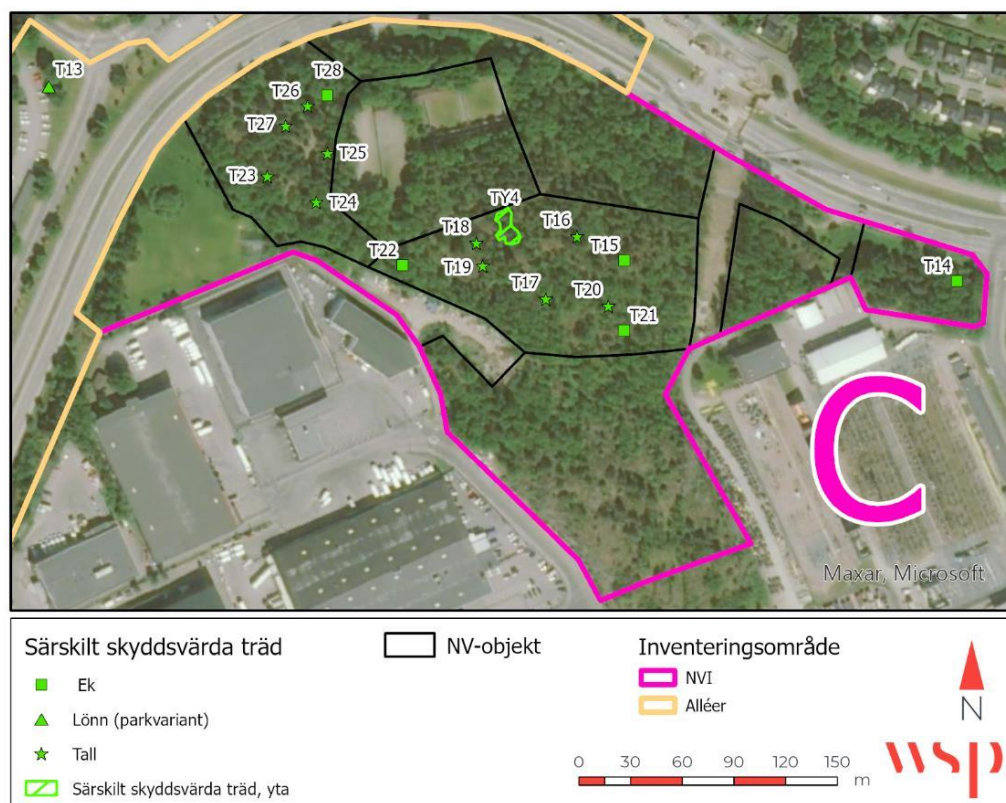 T13
T28
T26
T27
T25
T23
T24
TY4
T18
T16
T22
T15
T19
T14
T17
T20
T21
C
Maxar, Microsoft
Särskilt skyddsvärda träd
Ek
Lönn (parkvariant)
Tall
Särskilt skyddsvärda träd, yta
NV-objekt
Inventeringsområde
NVI
Alléer
0 30 60 90 120 150
m
N
wsp